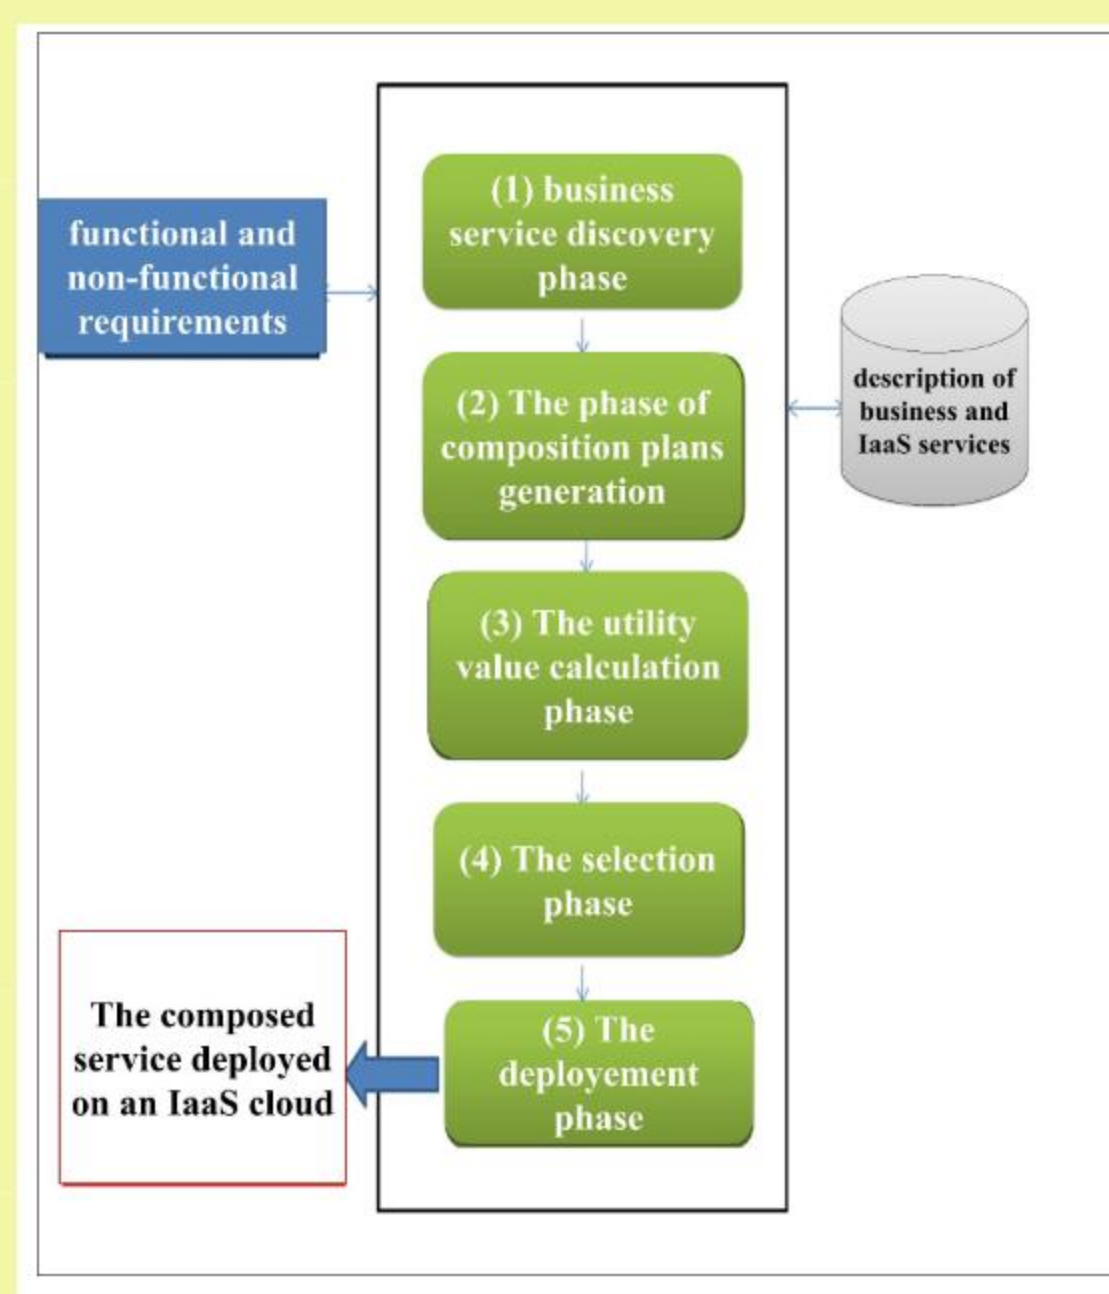 (1) business
service discovery
phase
functional and
non-functional
requirements
(2) The phase of
composition plans
generation
description of
business and
IaaS services
(3) The utility
value calculation
phase
(4) The selection
phase
(5) The
deployement
phase
The composed
service deployed
on an IaaS cloud